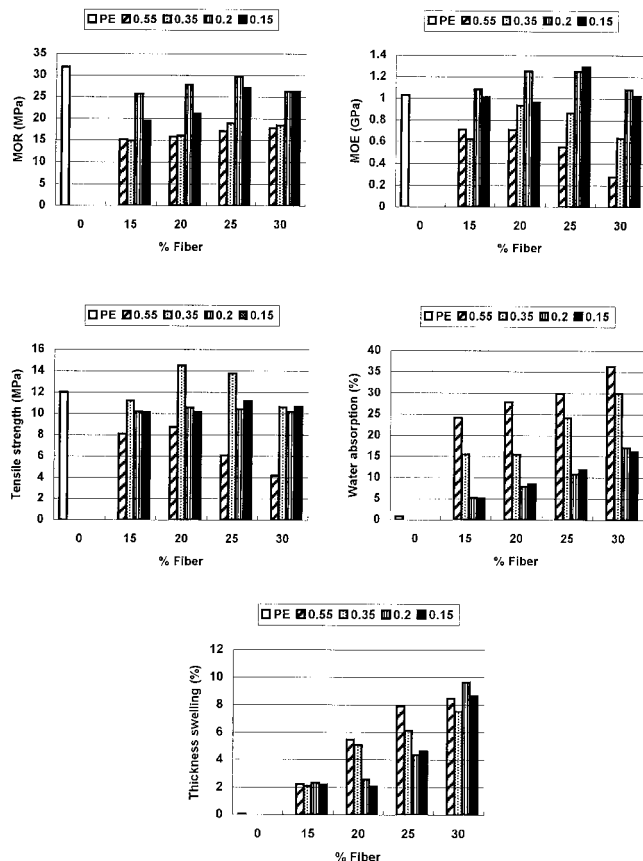 PE 0.55 0.35 0.2 0.15
35
30
25
20
15
10
5
0
MOR (MPa)
0 15 20 25 30
% Fiber
PE 0.55 0.35 0.2 0.15
1.4
1.2
1
0.8
0.6
0.4
0.2
0
MOE (GPa)
0 15 20 25 30
% Fiber
PE 0.55 0.35 0.2 0.15
16
14
12
10
8
6
4
2
0
Tensile strength (MPa)
0 15 20 25 30
% Fiber
PE 0.55 0.35 0.2 0.15
40
35
30
25
20
15
10
5
0
Water absorption (%)
0 15 20 25 30
% Fiber
PE 0.55 0.35 0.2 0.15
12
10
8
6
4
2
0
Thickness swelling (%)
0 15 20 25 30
% Fiber